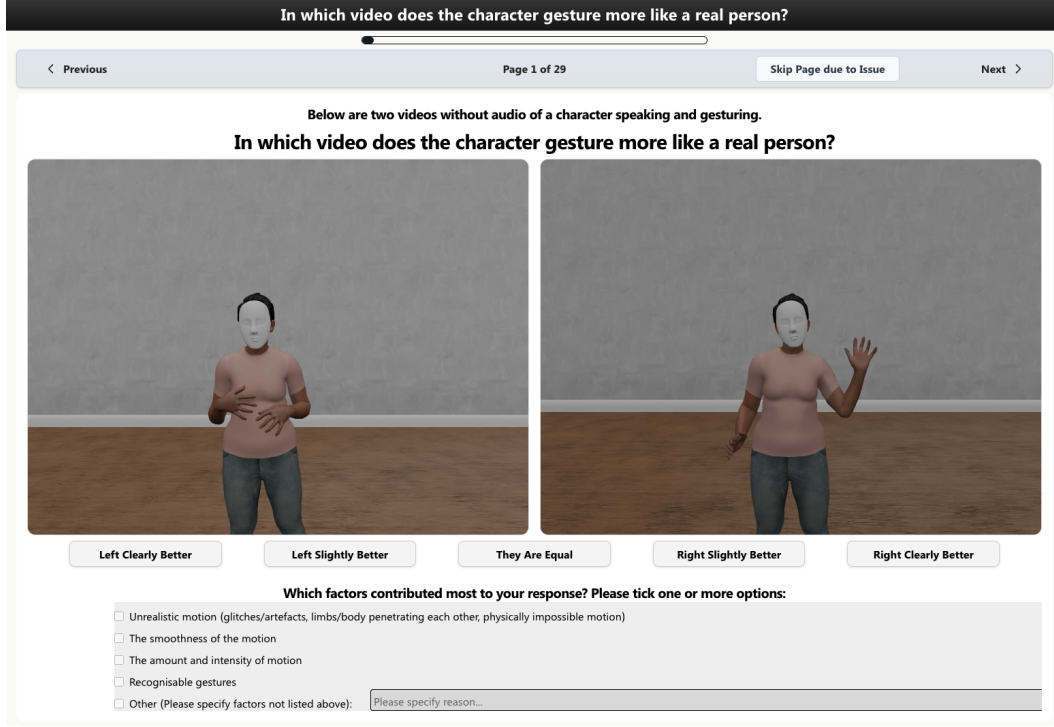 In which video does the character gesture more like a real person?
Previous
Page 1 of 29
Skip Page due to Issue
Next
Below are two videos without audio of a character speaking and gesturing.
In which video does the character gesture more like a real person?
Left Clearly Better
Left Slightly Better
They Are Equal
Right Slightly Better
Right Clearly Better
Which factors contributed most to your response? Please tick one or more options:
Unrealistic motion (glitches/artefacts, limbs/body penetrating each other, physically impossible motion)
The smoothness of the motion
The amount and intensity of motion
Recognisable gestures
Other (Please specify factors not listed above):
Please specify reason...